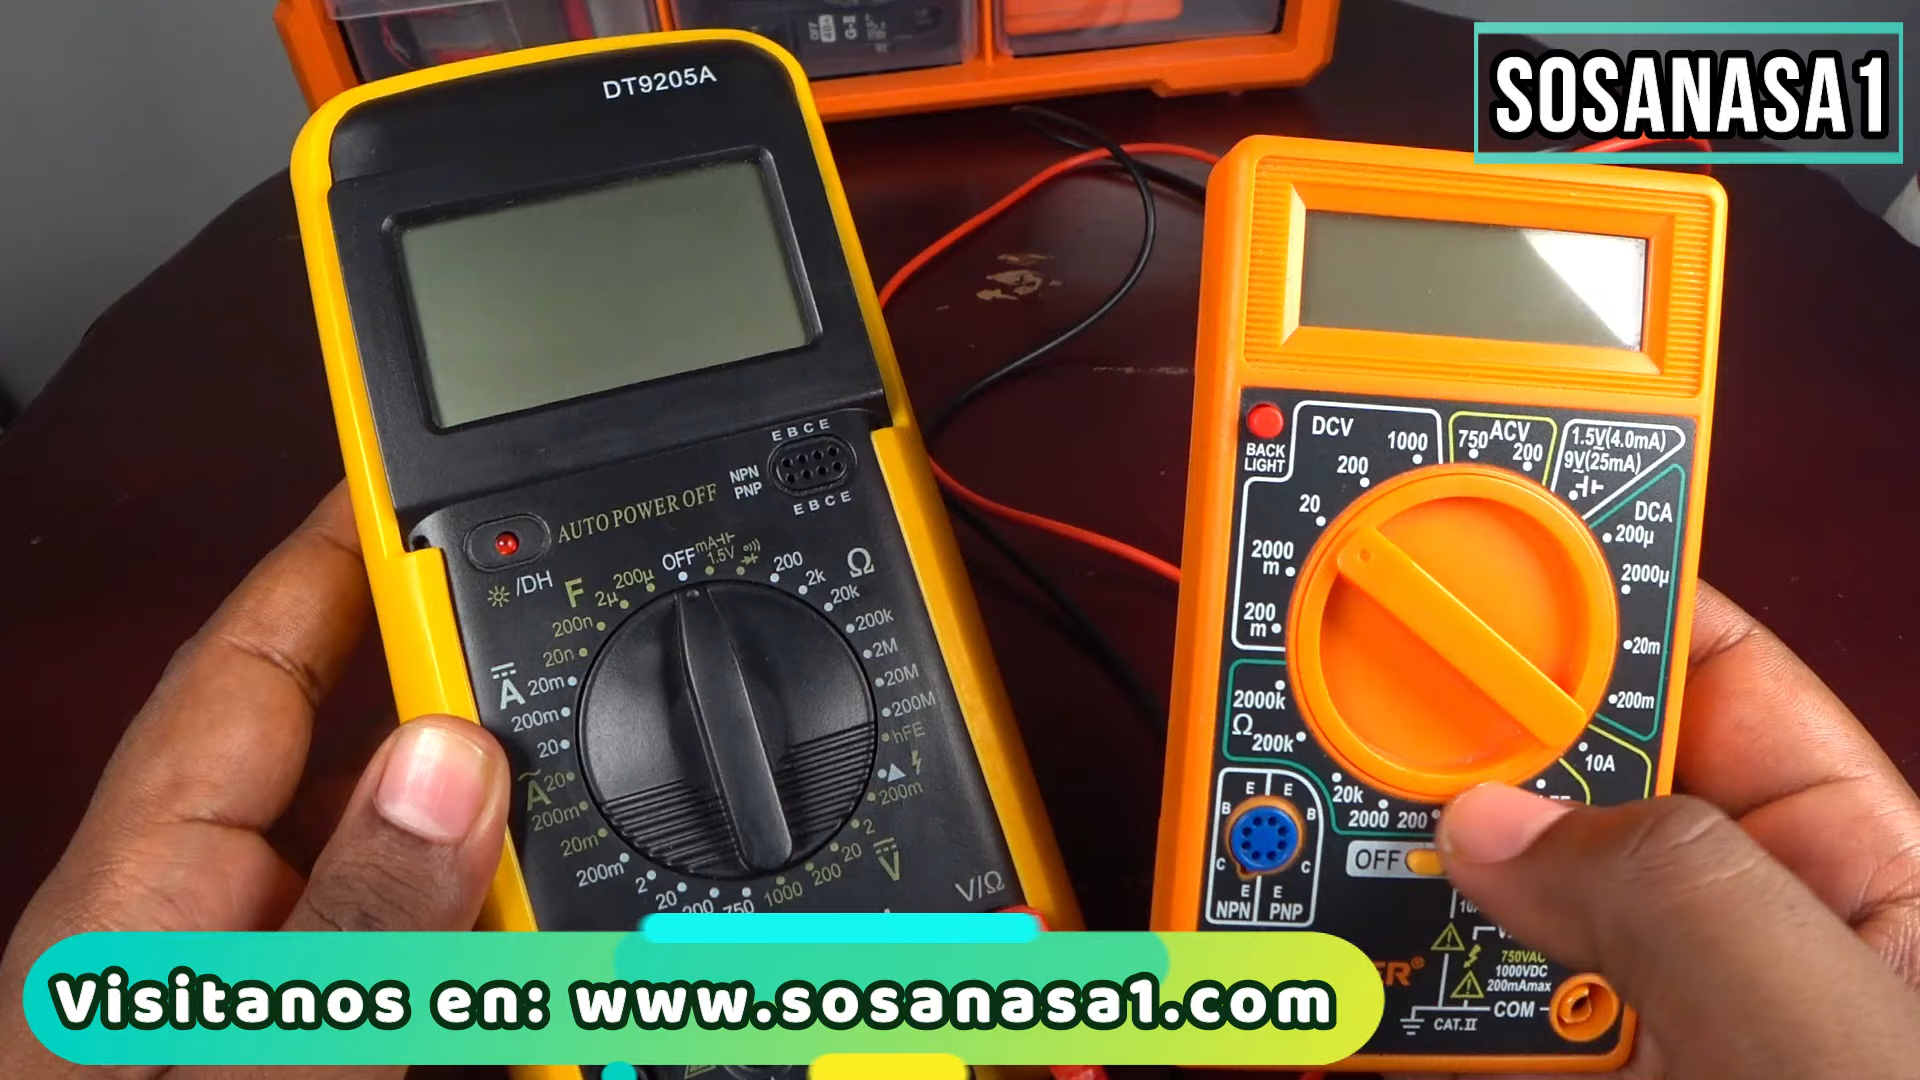 SOSANASA1
DT9205A
E B C E
NPN
PNP
E B C E
AUTO POWER OFF
/DH
OFF
mA
1.5V
200
2k
20k
200k
2M
20M
200M
hFE
200m
2
20
200
1000
V
750
200
20
2
200m
20m
200m
20
A
20
200m
20m
A
20n
200n
2µ
200µ
F
Ω
V/Ω
BACK
LIGHT
DCV
1000
200
20
2000
m
200
m
750
ACV
200
1.5V(4.0mA)
9V(25mA)
DCA
200µ
2000µ
20m
200m
10A
2000k
Ω
200k
20k
2000
200
OFF
E E
B B
C C
E E
NPN PNP
750VAC
1000VDC
200mAmax
COM
CAT.II
Visitanos en: www.sosanasa1.com